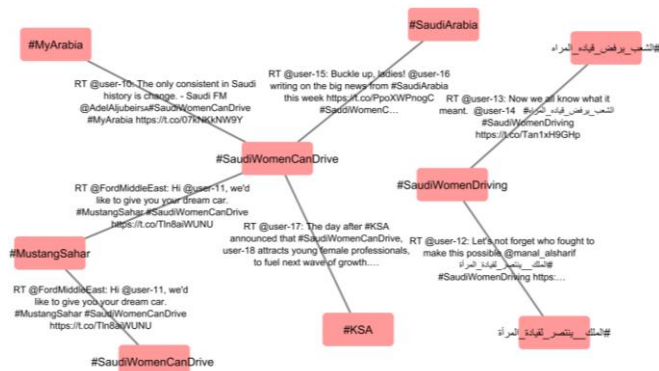 #MyArabia
#SaudiArabia
#الشعب_يرفض_قياده_المراه
RT @user-10: The only consistent in Saudi
history is change. - Saudi FM
@AdelAljubeirsᴀ#SaudiWomenCanDrive
#MyArabia https://t.co/07kNKkNW9Y
RT @user-15: Buckle up, ladies! @user-16
writing on the big news from #SaudiArabia
this week https://t.co/PpoXWPnogC
#SaudiWomenC…
RT @user-13: Now we all know what it
meant. @user-14 #الشعب_يرفض_قياده_المراه
#SaudiWomenDriving
https://t.co/Tan1xH9GHp
#SaudiWomenCanDrive
#SaudiWomenDriving
RT @FordMiddleEast: Hi @user-11, we'd
like to give you your dream car.
#MustangSahar #SaudiWomenCanDrive
https://t.co/TIn8aiWUNU
RT @user-17: The day after #KSA
announced that #SaudiWomenCanDrive,
user-18 attracts young female professionals,
to fuel next wave of growth.…
RT @user-12: Let's not forget who fought to
make this possible @manal_alsharif
#الملك__ينتصر_لقيادة_المرأة
#SaudiWomenDriving https:…
#MustangSahar
RT @FordMiddleEast: Hi @user-11, we'd
like to give you your dream car.
#MustangSahar #SaudiWomenCanDrive
https://t.co/TIn8aiWUNU
#KSA
#الملك__ينتصر_لقيادة_المرأة
#SaudiWomenCanDrive